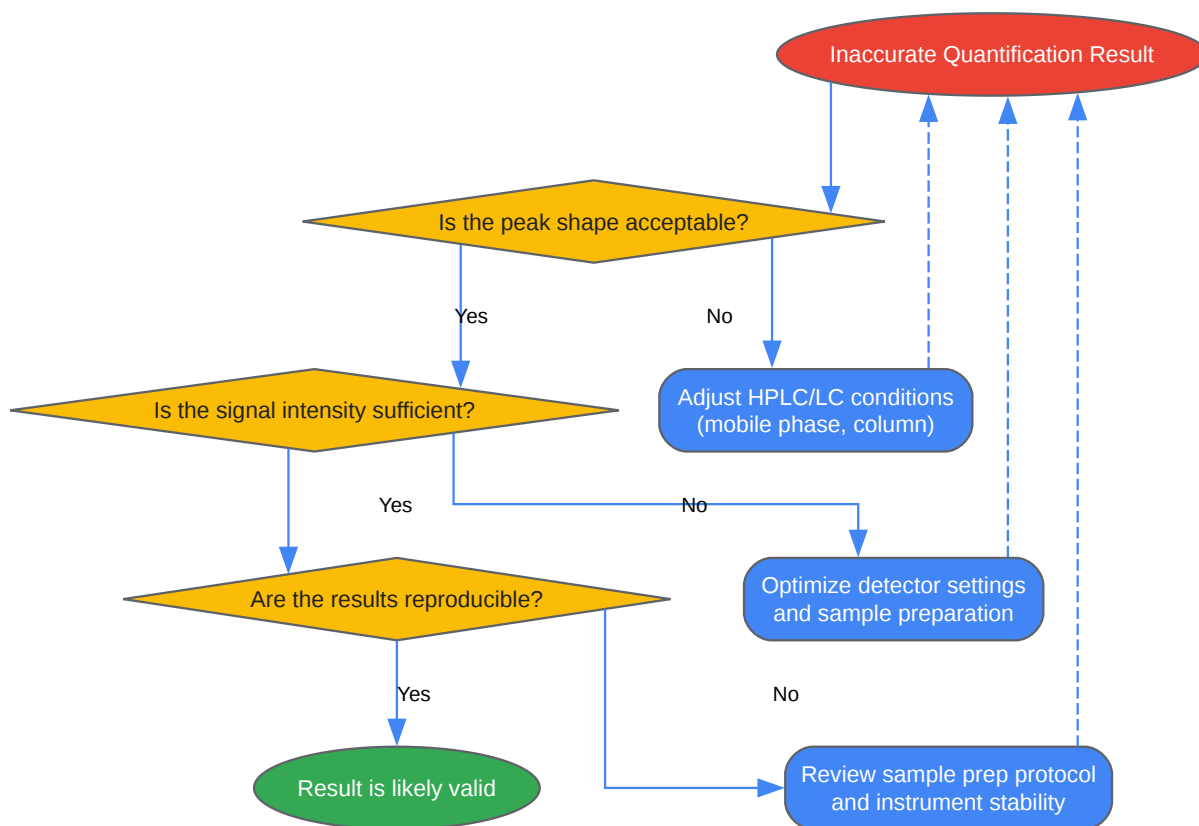 Inaccurate Quantification Result
Is the peak shape acceptable?
Yes
No
Is the signal intensity sufficient?
Adjust HPLC/LC conditions
(mobile phase, column)
Yes
No
Are the results reproducible?
Optimize detector settings
and sample preparation
Yes
No
Result is likely valid
Review sample prep protocol
and instrument stability